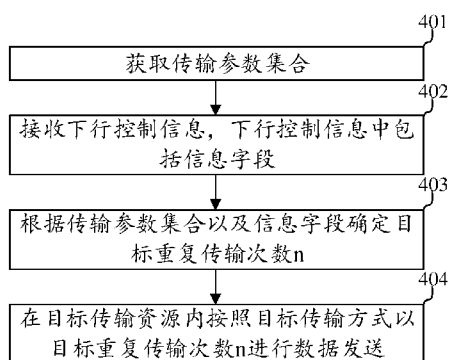 401
获取传输参数集合
402
接收下行控制信息，下行控制信息中包
括信息字段
403
根据传输参数集合以及信息字段确定目
标重复传输次数n
404
在目标传输资源内按照目标传输方式以
目标重复传输次数n进行数据发送